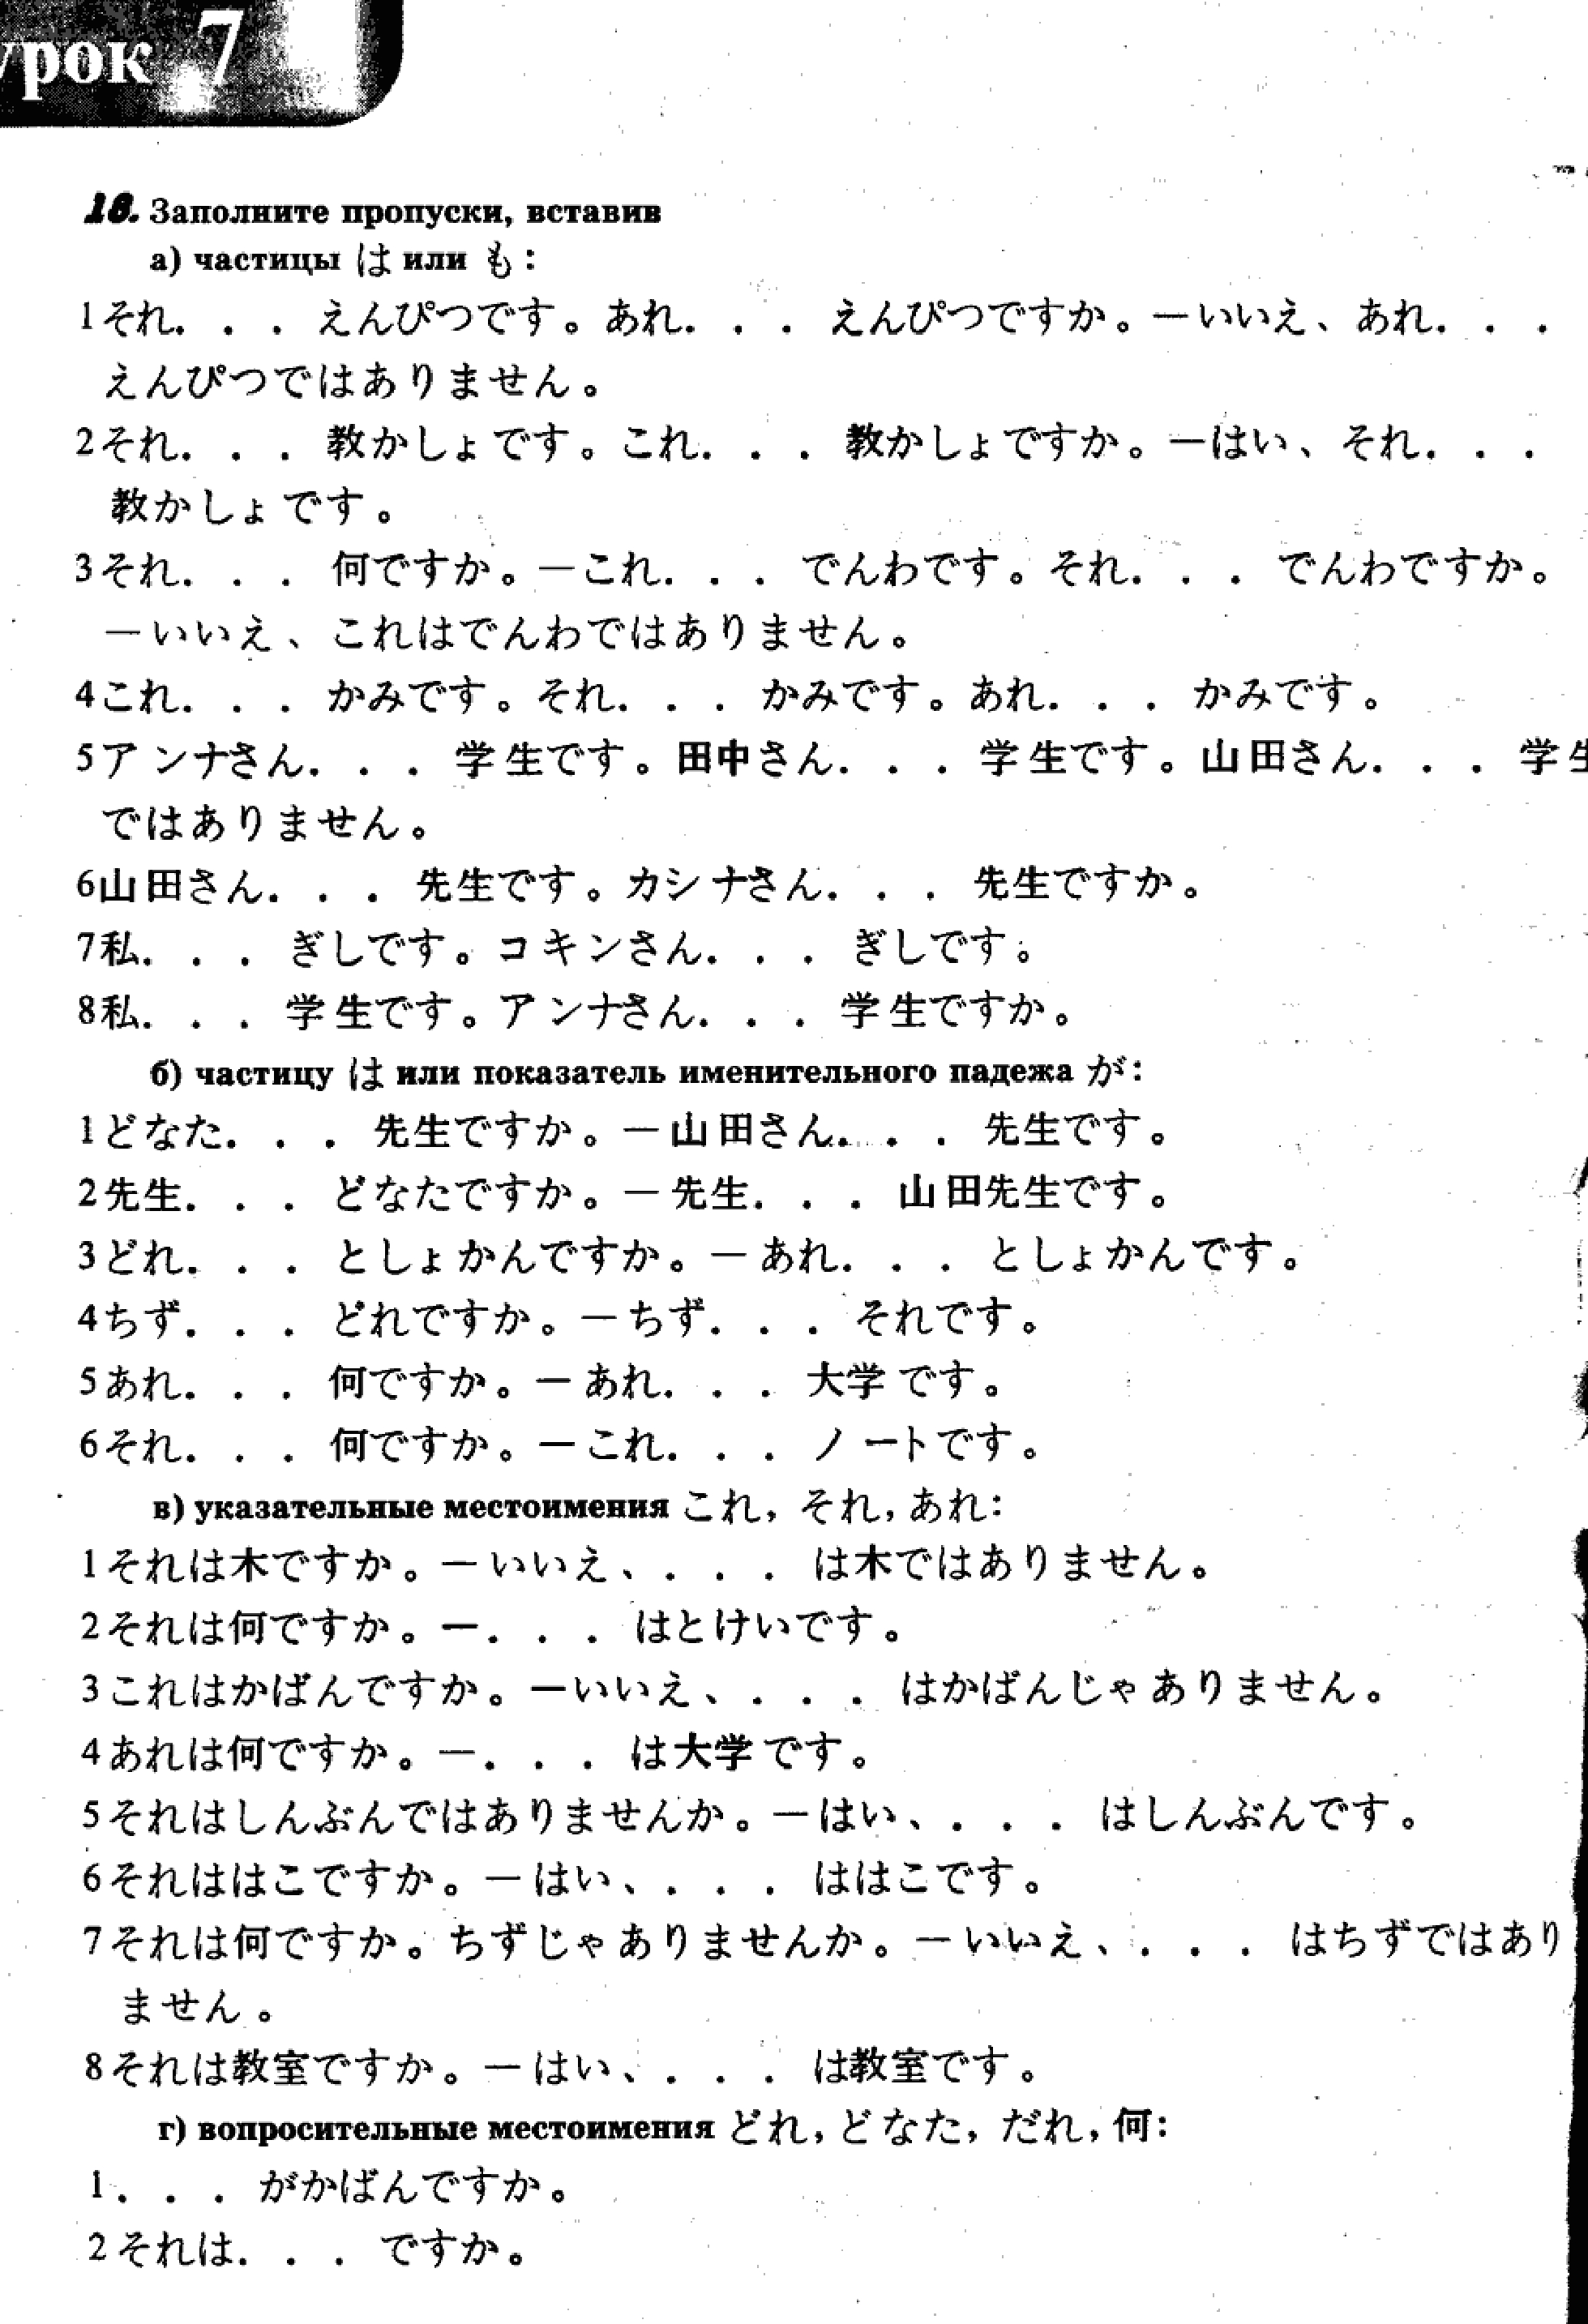 урок 7
16. Заполните пропуски, вставив
а) частицы は или も:
1それ. . . えんぴつです。あれ. . . えんぴつですか。－いいえ、あれ. . .
えんぴつではありません。
2それ. . . 教かしょです。これ. . . 教かしょですか。－はい、それ. . .
教かしょです。
3それ. . . 何ですか。－これ. . . でんわです。それ. . . でんわですか。
－いいえ、これはでんわではありません。
4これ. . . かみです。それ. . . かみです。あれ. . . かみです。
5アンナさん. . . 学生です。田中さん. . . 学生です。山田さん. . . 学生
ではありません。
6山田さん. . . 先生です。カシナさん. . . 先生ですか。
7私. . . ぎしです。コキンさん. . . ぎしです。
8私. . . 学生です。アンナさん. . . 学生ですか。
б) частицу は или показатель именительного падежа が:
1どなた. . . 先生ですか。－山田さん. . . 先生です。
2先生. . . どなたですか。－先生. . . 山田先生です。
3どれ. . . としょかんですか。－あれ. . . としょかんです。
4ちず. . . どれですか。－ちず. . . それです。
5あれ. . . 何ですか。－あれ. . . 大学です。
6それ. . . 何ですか。－これ. . . ノートです。
в) указательные местоимения これ, それ, あれ:
1それは木ですか。－いいえ、. . . は木ではありません。
2それは何ですか。－. . . はとけいです。
3これはかばんですか。－いいえ、. . . はかばんじゃありません。
4あれは何ですか。－. . . は大学です。
5それはしんぶんではありませんか。－はい、. . . はしんぶんです。
6それははこですか。－はい、. . . ははこです。
7それは何ですか。ちずじゃありませんか。－いいえ、. . . はちずではあり
ません。
8それは教室ですか。－はい、. . . は教室です。
г) вопросительные местоимения どれ, どなた, だれ, 何:
1. . . がかばんですか。
2それは. . . ですか。